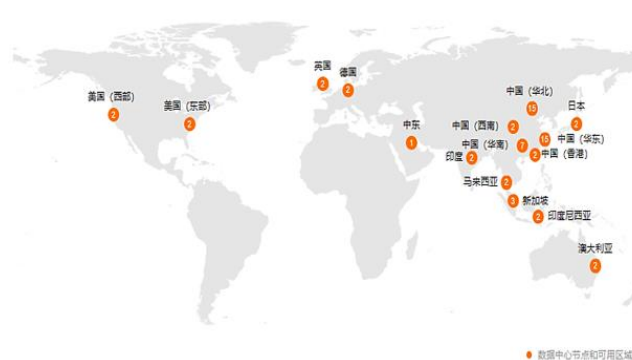 英国
2
德国
2
美国（西部）
2
美国（东部）
2
中国（华北）
15
日本
2
中东
1
中国（西南）
2
中国（华东）
15
中国（华南）
7
中国（香港）
2
印度
2
马来西亚
2
新加坡
3
印度尼西亚
2
澳大利亚
2
数据中心节点和可用区域